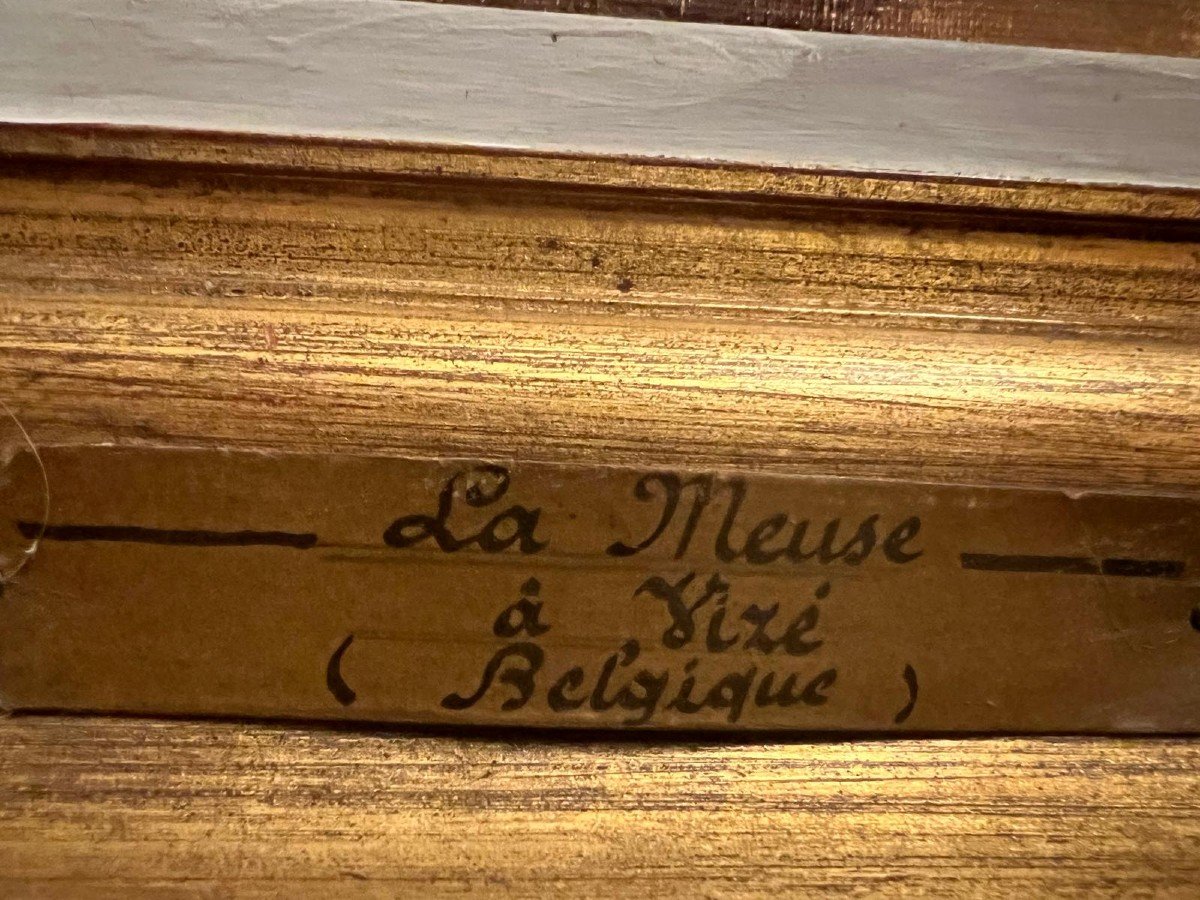 La Meuse
à Vizé
( Belgique )